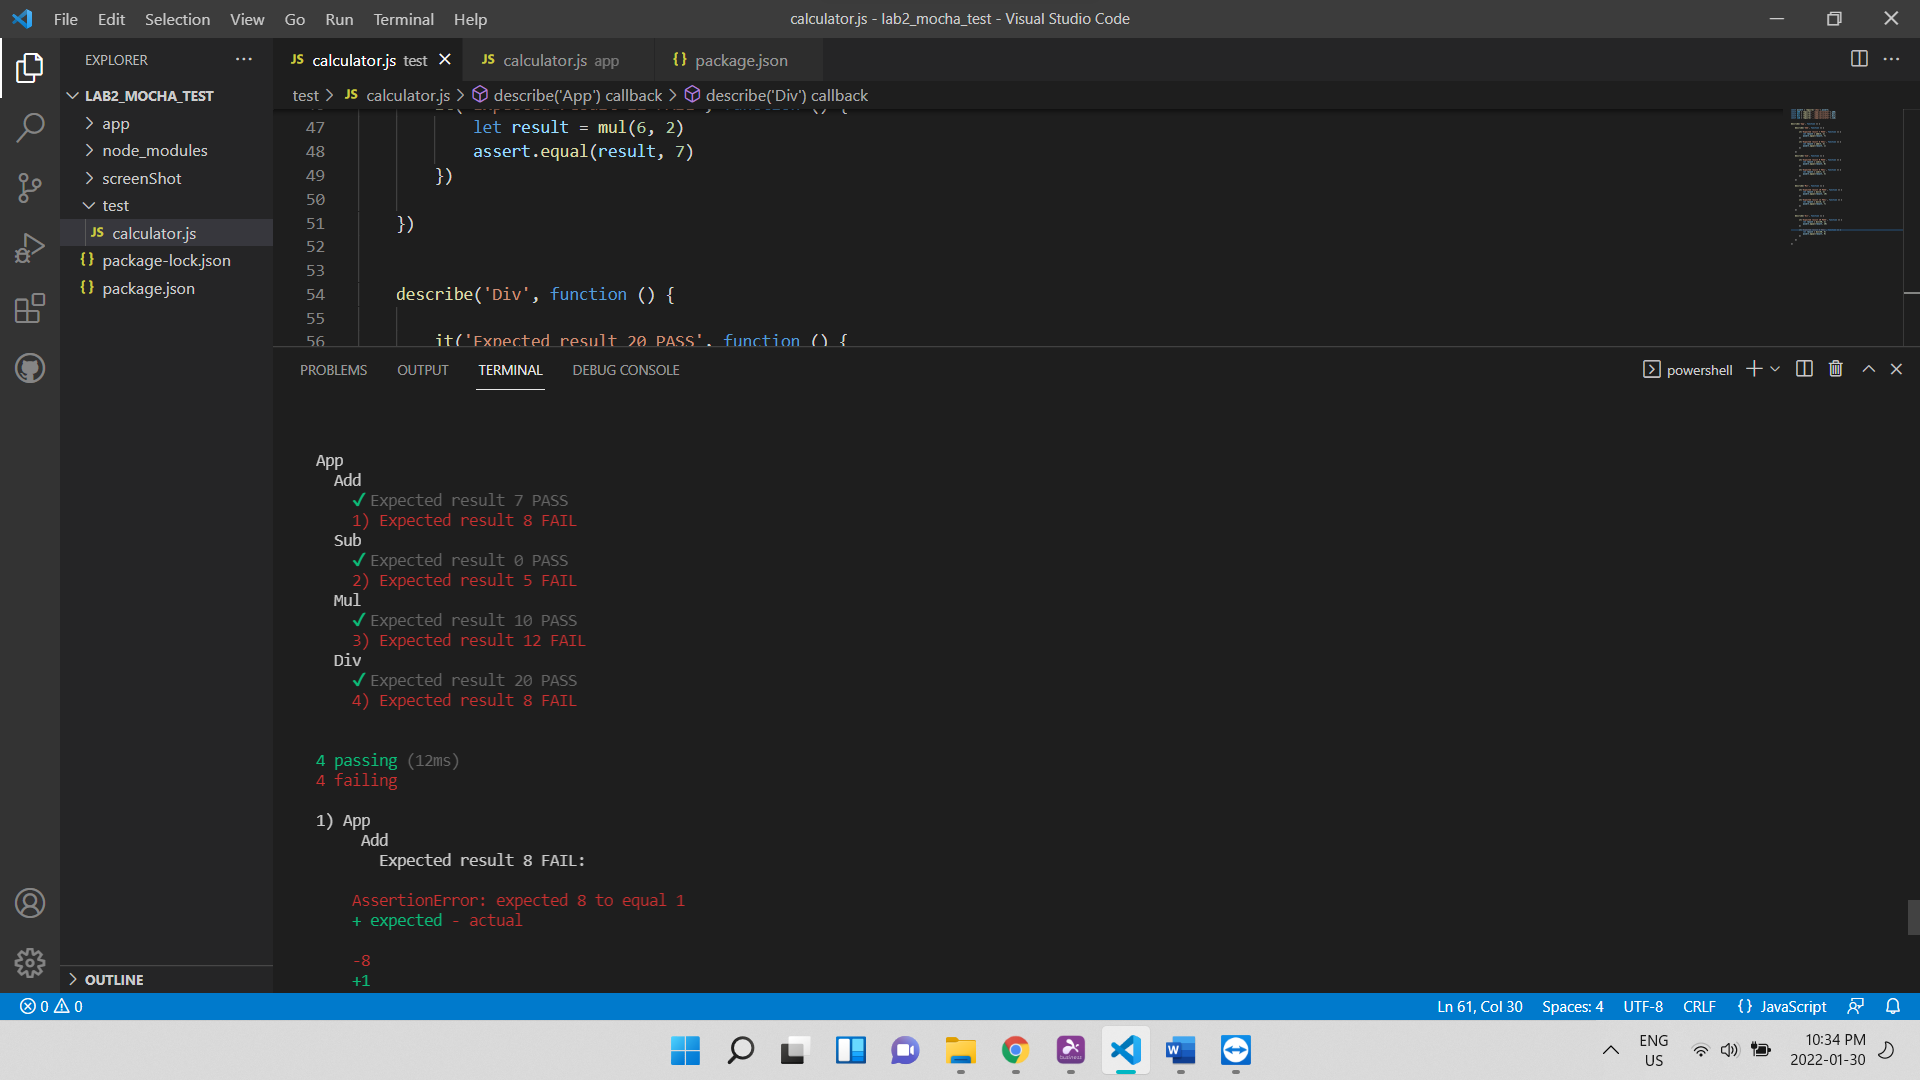 File Edit Selection View Go Run Terminal Help
calculator.js - lab2_mocha_test - Visual Studio Code
EXPLORER
LAB2_MOCHA_TEST
app
node_modules
screenShot
test
JS calculator.js
{} package-lock.json
{} package.json
OUTLINE
JS calculator.js test
JS calculator.js app
{} package.json
test > JS calculator.js > describe('App') callback > describe('Div') callback
47 let result = mul(6, 2)
48 assert.equal(result, 7)
49 })
50
51 })
52
53
54 describe('Div', function () {
55
56 it('Expected result 20 PASS', function () {
PROBLEMS OUTPUT TERMINAL DEBUG CONSOLE
powershell
App
Add
✓ Expected result 7 PASS
1) Expected result 8 FAIL
Sub
✓ Expected result 0 PASS
2) Expected result 5 FAIL
Mul
✓ Expected result 10 PASS
3) Expected result 12 FAIL
Div
✓ Expected result 20 PASS
4) Expected result 8 FAIL
4 passing (12ms)
4 failing
1) App
Add
Expected result 8 FAIL:
AssertionError: expected 8 to equal 1
+ expected - actual
-8
+1
0 0
Ln 61, Col 30 Spaces: 4 UTF-8 CRLF {} JavaScript
ENG
US
10:34 PM
2022-01-30